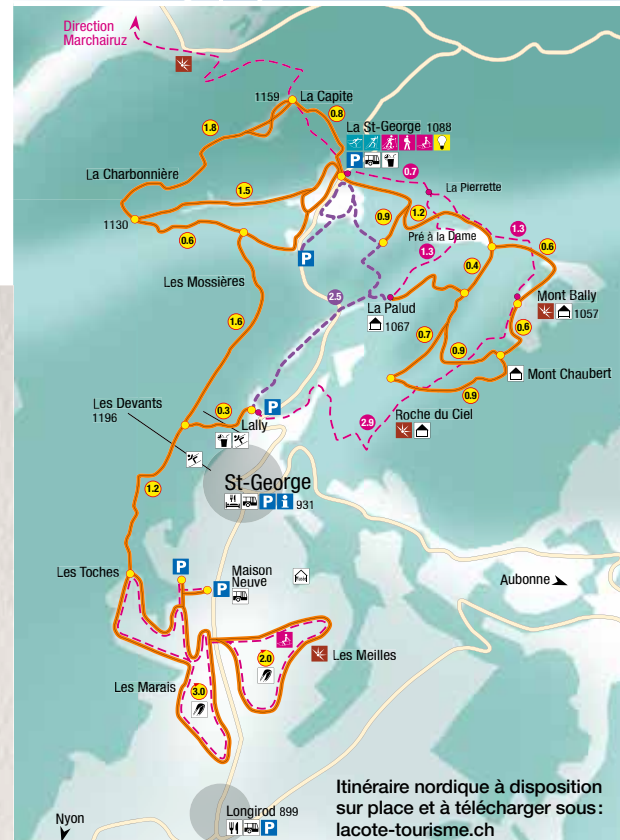 Direction
Marchairuz
1159 La Capite
0.8
1.8
La St-George 1088
P
La Charbonnière
0.7
La Pierrette
1.5
0.9
1.2
1130
0.6
Pré à la Dame
1.3
1.3
0.6
P
0.4
Les Mossières
2.5
La Palud
1067
Mont Bally
1057
1.6
0.7
0.6
0.9
Mont Chaubert
0.9
Les Devants
1196
0.3
P
Lally
Roche du Ciel
2.9
St-George
P i 931
1.2
Les Toches
P
Maison
Neuve
Aubonne
2.0
Les Meilles
Les Marais
3.0
Itinéraire nordique à disposition
sur place et à télécharger sous:
lacote-tourisme.ch
Longirod 899
P
Nyon